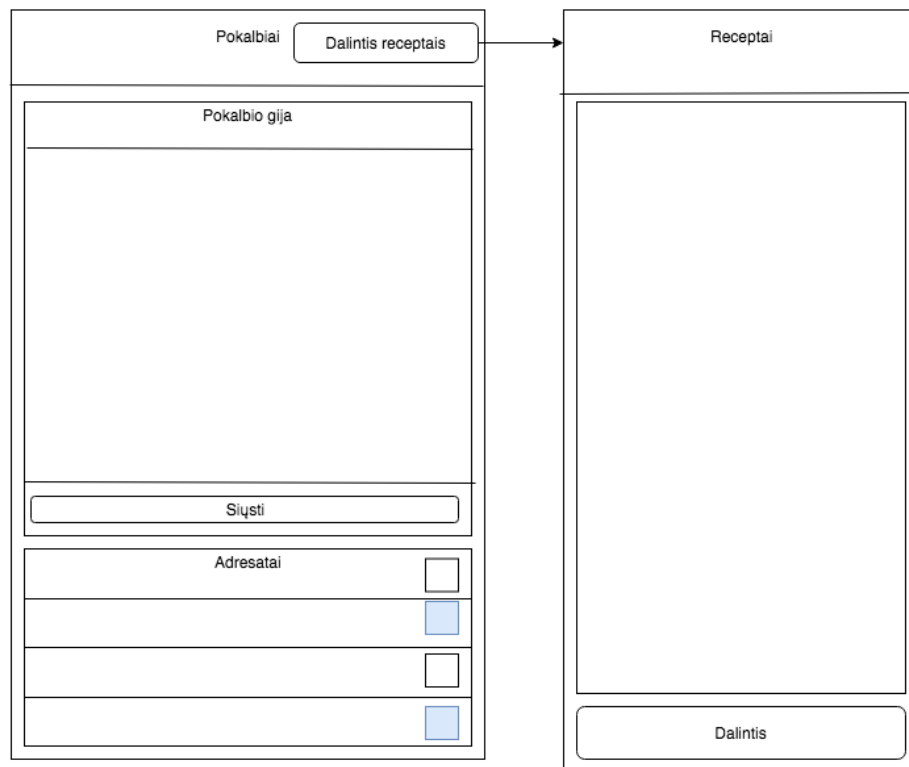 Pokalbiai
Dalintis receptais
Pokalbio gija
Siųsti
Adresatai
Receptai
Dalintis